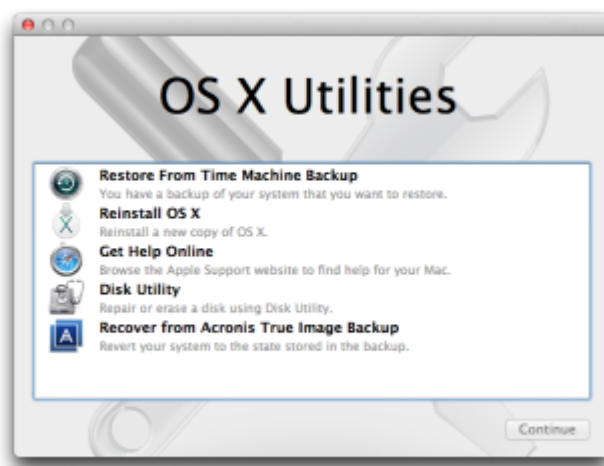 OS X Utilities
Restore From Time Machine Backup
You have a backup of your system that you want to restore.
Reinstall OS X
Reinstall a new copy of OS X.
Get Help Online
Browse the Apple Support website to find help for your Mac.
Disk Utility
Repair or erase a disk using Disk Utility.
Recover from Acronis True Image Backup
Revert your system to the state stored in the backup.
Continue